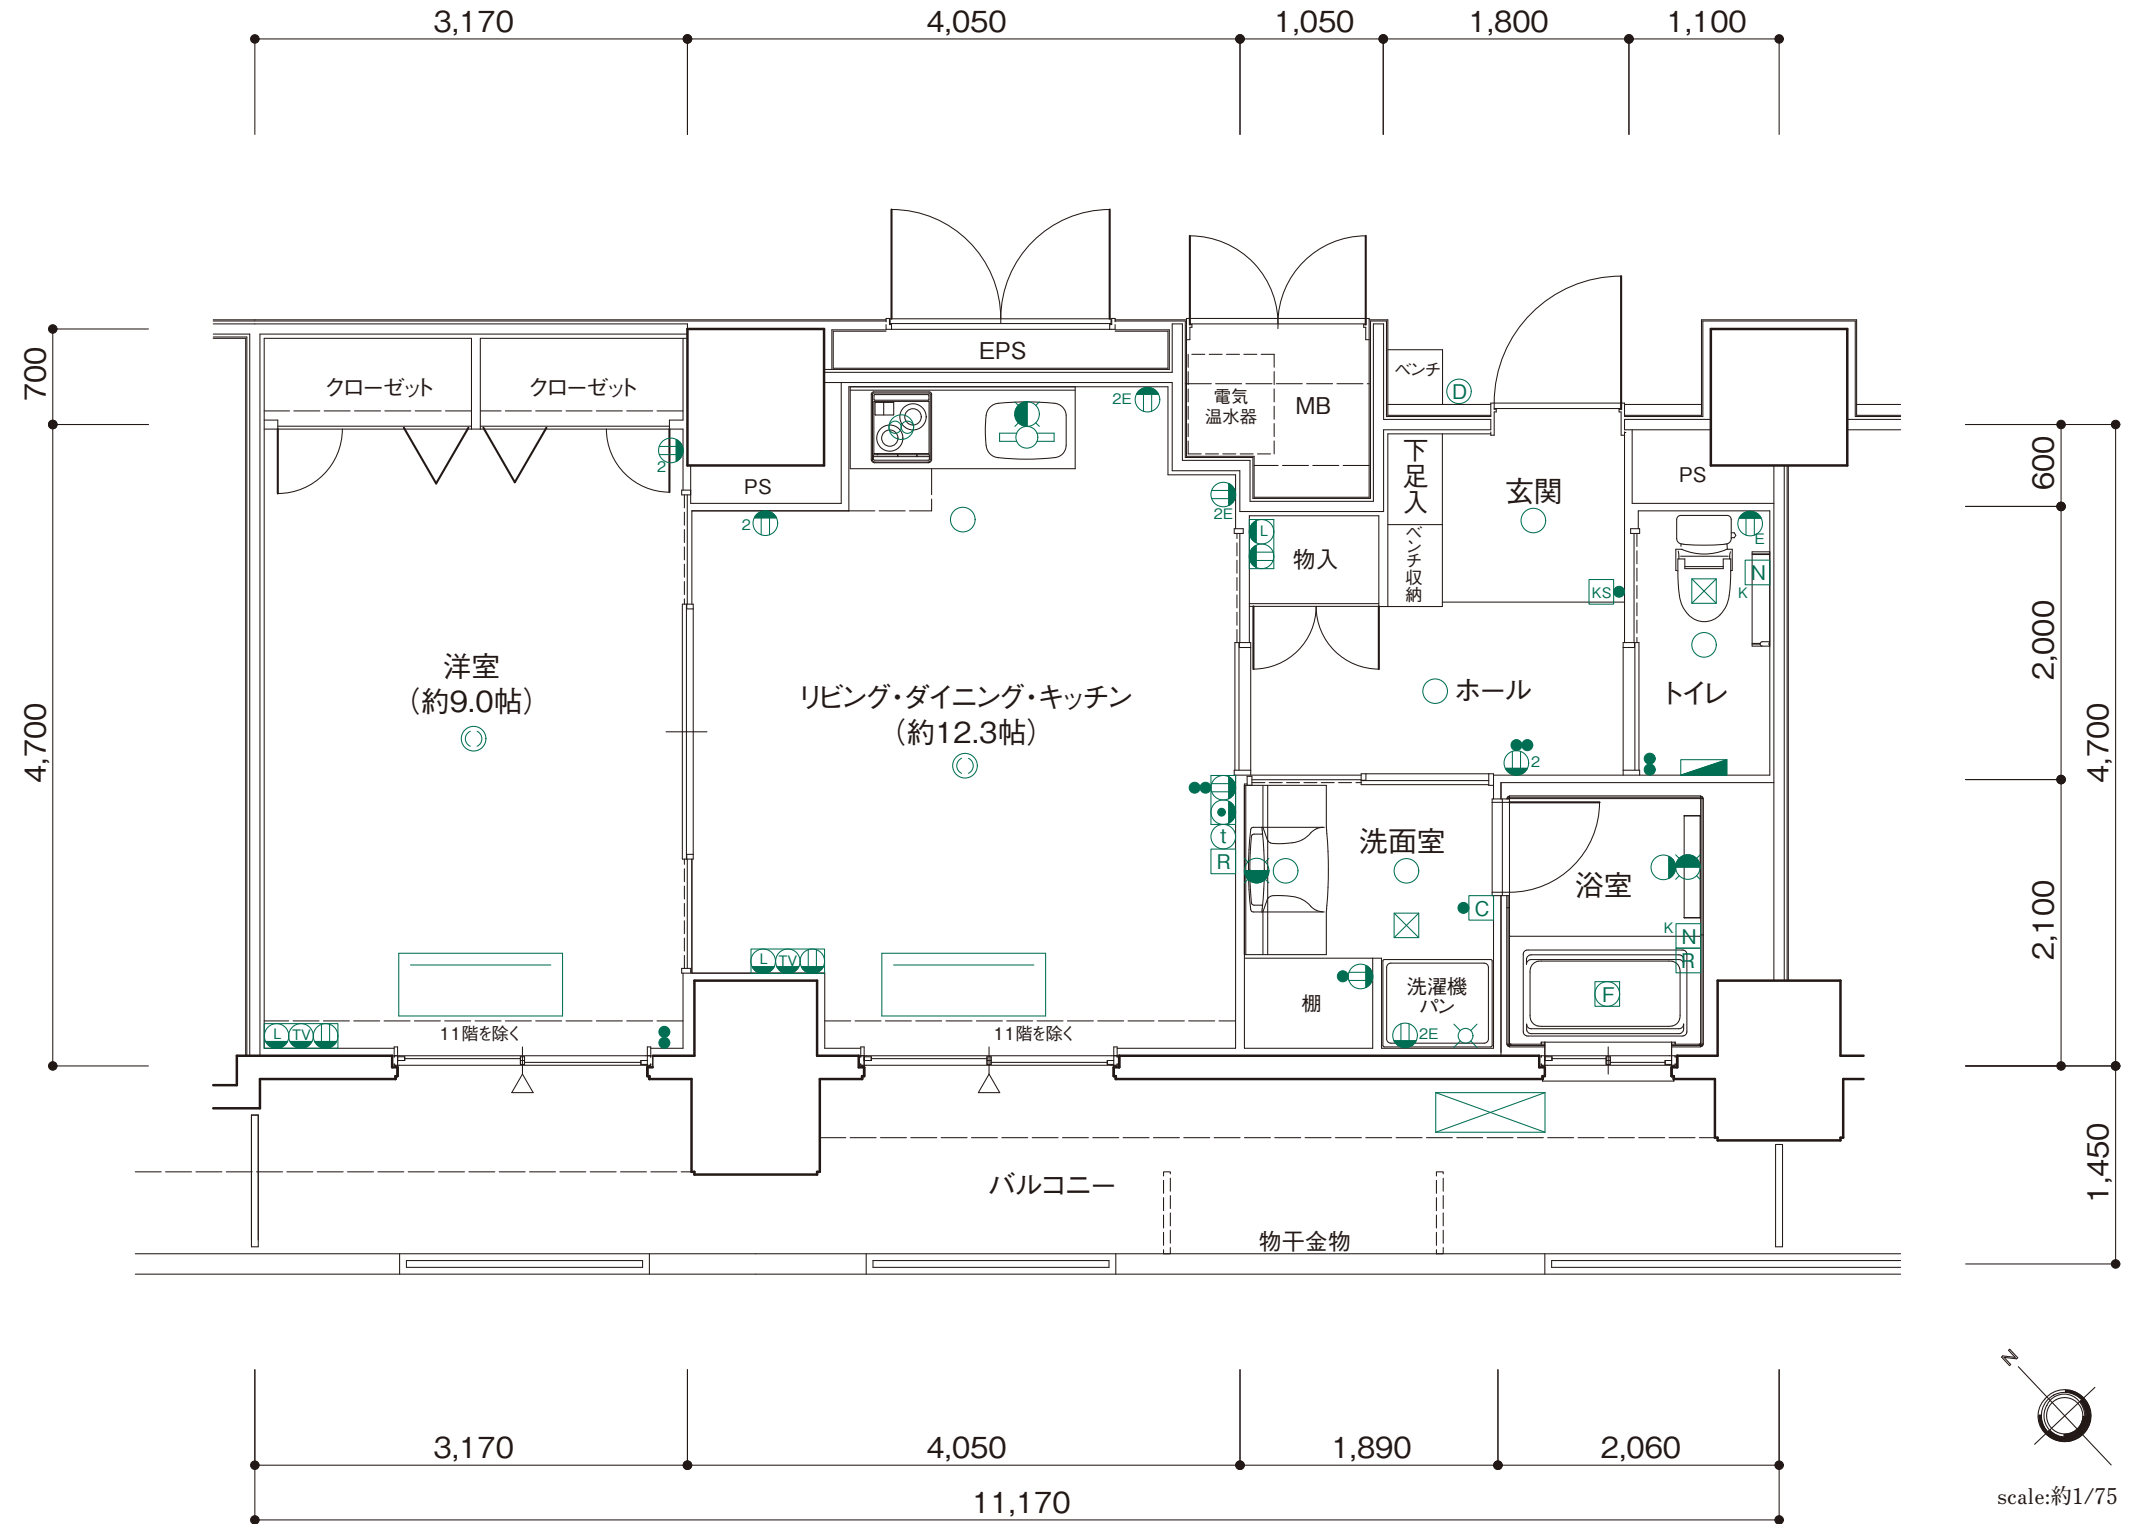 3,170
4,050
1,050
1,800
1,100
700
4,700
EPS
クローゼット
クローゼット
ベンチ
D
電気
温水器
MB
2E
2
下足入
玄関
PS
PS
600
2
2E
L
物入
ベンチ収納
KS
E
N
K
2,000
洋室
(約9.0帖)
リビング・ダイニング・キッチン
(約12.3帖)
ホール
トイレ
4,700
2
t
R
洗面室
浴室
C
K
N
R
2,100
L
TV
棚
洗濯機
パン
F
2E
L
TV
11階を除く
11階を除く
1,450
バルコニー
物干金物
N
3,170
4,050
1,890
2,060
11,170
scale:約1/75